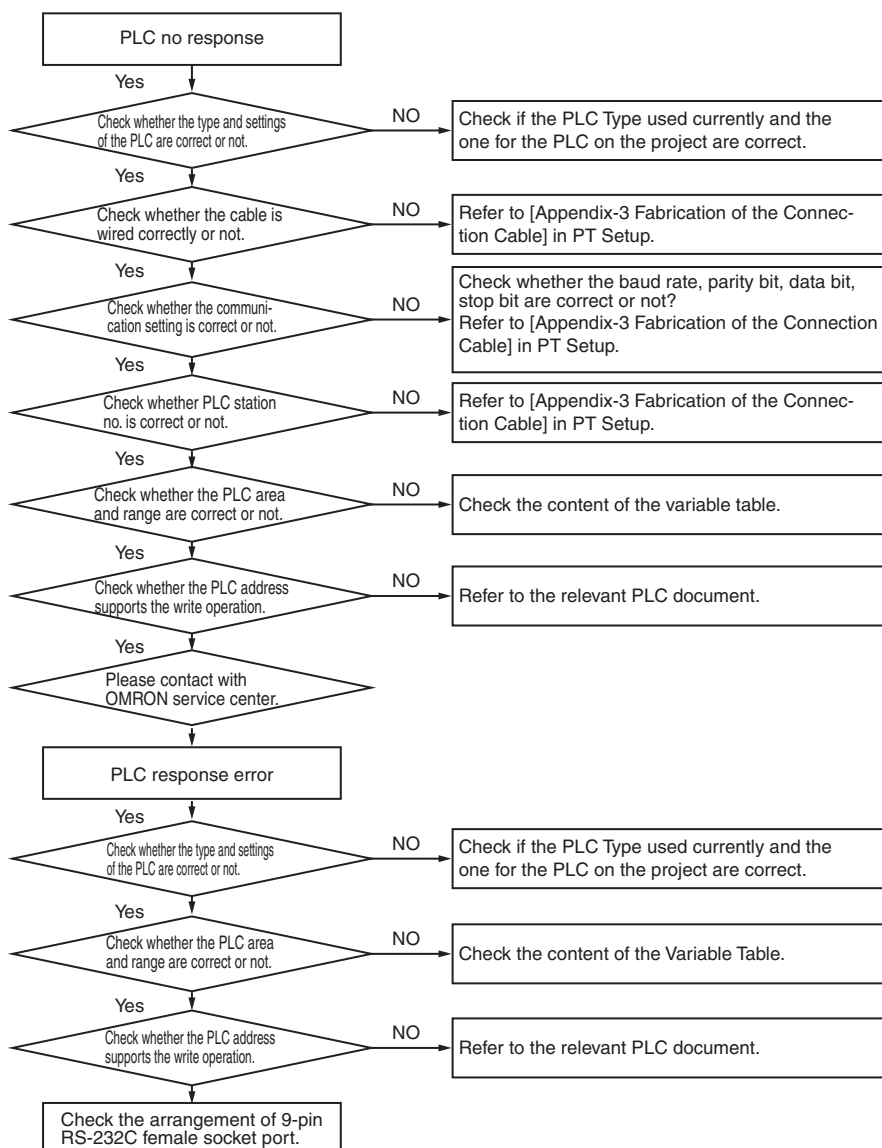 PLC no response
Yes
Check whether the type and settings
of the PLC are correct or not.
NO
Check if the PLC Type used currently and the
one for the PLC on the project are correct.
Yes
Check whether the cable is
wired correctly or not.
NO
Refer to [Appendix-3 Fabrication of the Connec-
tion Cable] in PT Setup.
Yes
Check whether the communi-
cation setting is correct or not.
NO
Check whether the baud rate, parity bit, data bit,
stop bit are correct or not?
Refer to [Appendix-3 Fabrication of the Connection
Cable] in PT Setup.
Yes
Check whether PLC station
no. is correct or not.
NO
Refer to [Appendix-3 Fabrication of the Connec-
tion Cable] in PT Setup.
Yes
Check whether the PLC area
and range are correct or not.
NO
Check the content of the variable table.
Yes
Check whether the PLC address
supports the write operation.
NO
Refer to the relevant PLC document.
Yes
Please contact with
OMRON service center.
PLC response error
Yes
Check whether the type and settings
of the PLC are correct or not.
NO
Check if the PLC Type used currently and the
one for the PLC on the project are correct.
Yes
Check whether the PLC area
and range are correct or not.
NO
Check the content of the Variable Table.
Yes
Check whether the PLC address
supports the write operation.
NO
Refer to the relevant PLC document.
Yes
Check the arrangement of 9-pin
RS-232C female socket port.